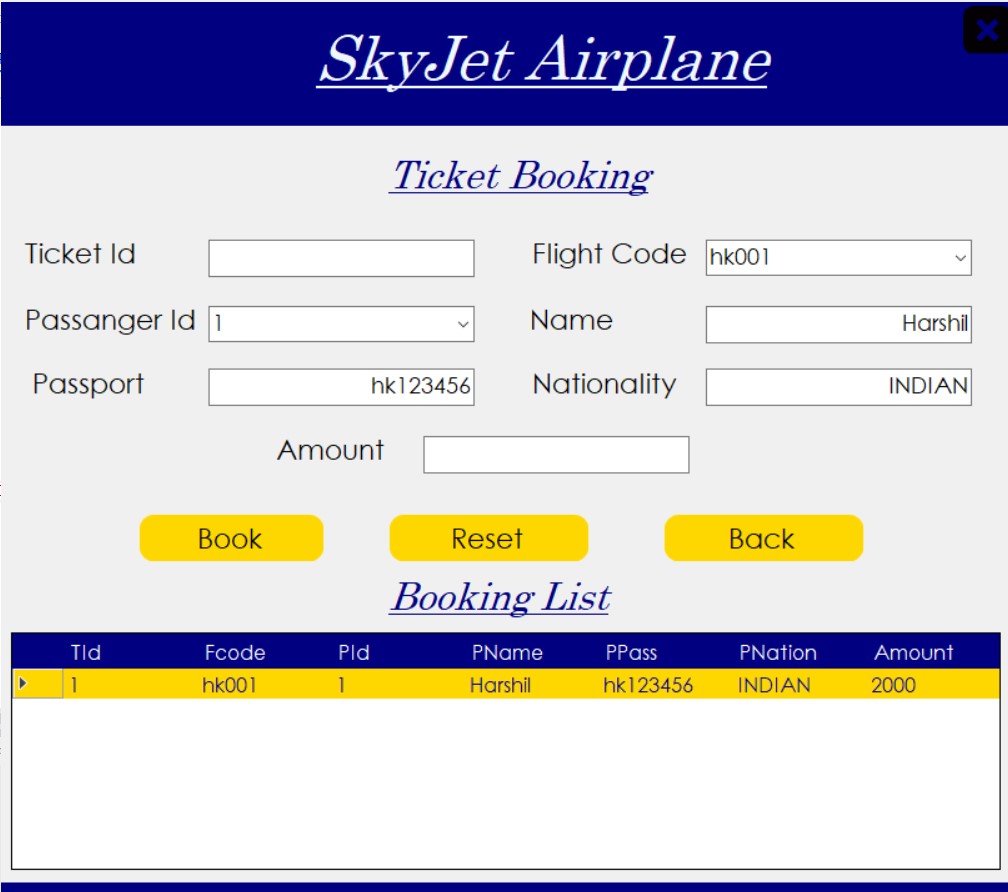 SkyJet Airplane
Ticket Booking
Ticket Id
Flight Code hk001
Passanger Id 1
Name Harshil
Passport hk123456
Nationality INDIAN
Amount
Book Reset Back
Booking List
TId Fcode PId PName PPass PNation Amount
1 hk001 1 Harshil hk123456 INDIAN 2000